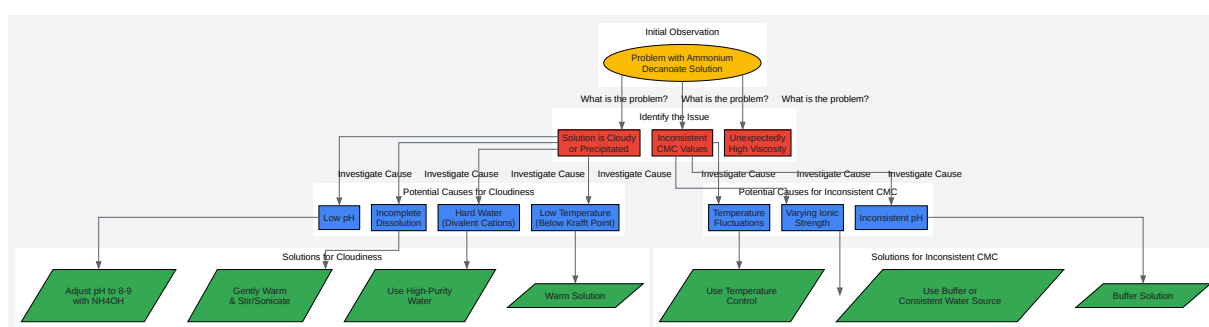 Initial Observation
Problem with Ammonium
Decanoate Solution
What is the problem?
What is the problem?
What is the problem?
Identify the Issue
Solution is Cloudy
or Precipitated
Inconsistent
CMC Values
Unexpectedly
High Viscosity
Investigate Cause
Investigate Cause
Investigate Cause
Investigate Cause
Investigate Cause
Investigate Cause
Investigate Cause
Potential Causes for Cloudiness
Potential Causes for Inconsistent CMC
Low pH
Incomplete
Dissolution
Hard Water
(Divalent Cations)
Low Temperature
(Below Krafft Point)
Temperature
Fluctuations
Varying Ionic
Strength
Inconsistent pH
Solutions for Cloudiness
Solutions for Inconsistent CMC
Adjust pH to 8-9
with NH4OH
Gently Warm
& Stir/Sonicate
Use High-Purity
Water
Warm Solution
Use Temperature
Control
Use Buffer or
Consistent Water Source
Buffer Solution